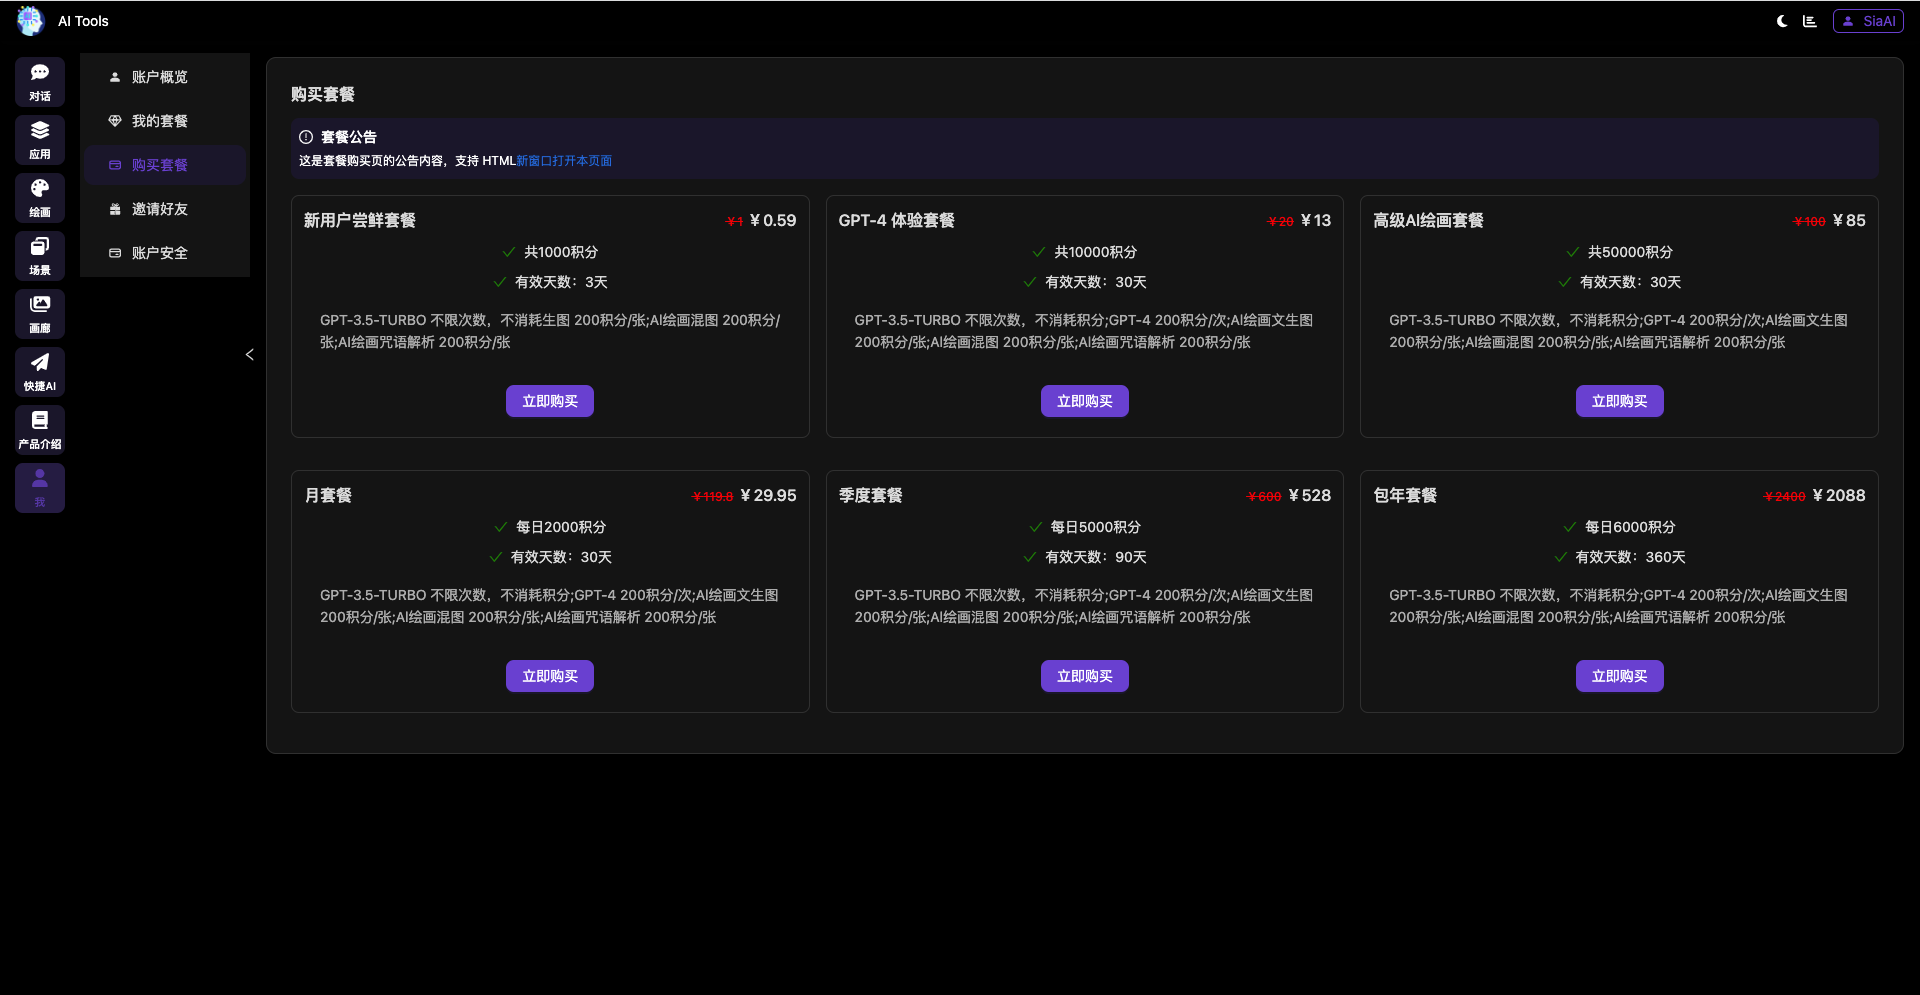 AI Tools
SiaAI
对话
应用
绘画
场景
画廊
快捷AI
产品介绍
我
账户概览
我的套餐
购买套餐
邀请好友
账户安全
购买套餐
套餐公告
这是套餐购买页的公告内容，支持 HTML新窗口打开本页面
新用户尝鲜套餐 ¥1 ¥0.59
共1000积分
有效天数：3天
GPT-3.5-TURBO 不限次数，不消耗生图 200积分/张;AI绘画混图 200积分/
张;AI绘画咒语解析 200积分/张
立即购买
GPT-4 体验套餐 ¥20 ¥13
共10000积分
有效天数：30天
GPT-3.5-TURBO 不限次数，不消耗积分;GPT-4 200积分/次;AI绘画文生图
200积分/张;AI绘画混图 200积分/张;AI绘画咒语解析 200积分/张
立即购买
高级AI绘画套餐 ¥100 ¥85
共50000积分
有效天数：30天
GPT-3.5-TURBO 不限次数，不消耗积分;GPT-4 200积分/次;AI绘画文生图
200积分/张;AI绘画混图 200积分/张;AI绘画咒语解析 200积分/张
立即购买
月套餐 ¥119.8 ¥29.95
每日2000积分
有效天数：30天
GPT-3.5-TURBO 不限次数，不消耗积分;GPT-4 200积分/次;AI绘画文生图
200积分/张;AI绘画混图 200积分/张;AI绘画咒语解析 200积分/张
立即购买
季度套餐 ¥600 ¥528
每日5000积分
有效天数：90天
GPT-3.5-TURBO 不限次数，不消耗积分;GPT-4 200积分/次;AI绘画文生图
200积分/张;AI绘画混图 200积分/张;AI绘画咒语解析 200积分/张
立即购买
包年套餐 ¥2400 ¥2088
每日6000积分
有效天数：360天
GPT-3.5-TURBO 不限次数，不消耗积分;GPT-4 200积分/次;AI绘画文生图
200积分/张;AI绘画混图 200积分/张;AI绘画咒语解析 200积分/张
立即购买